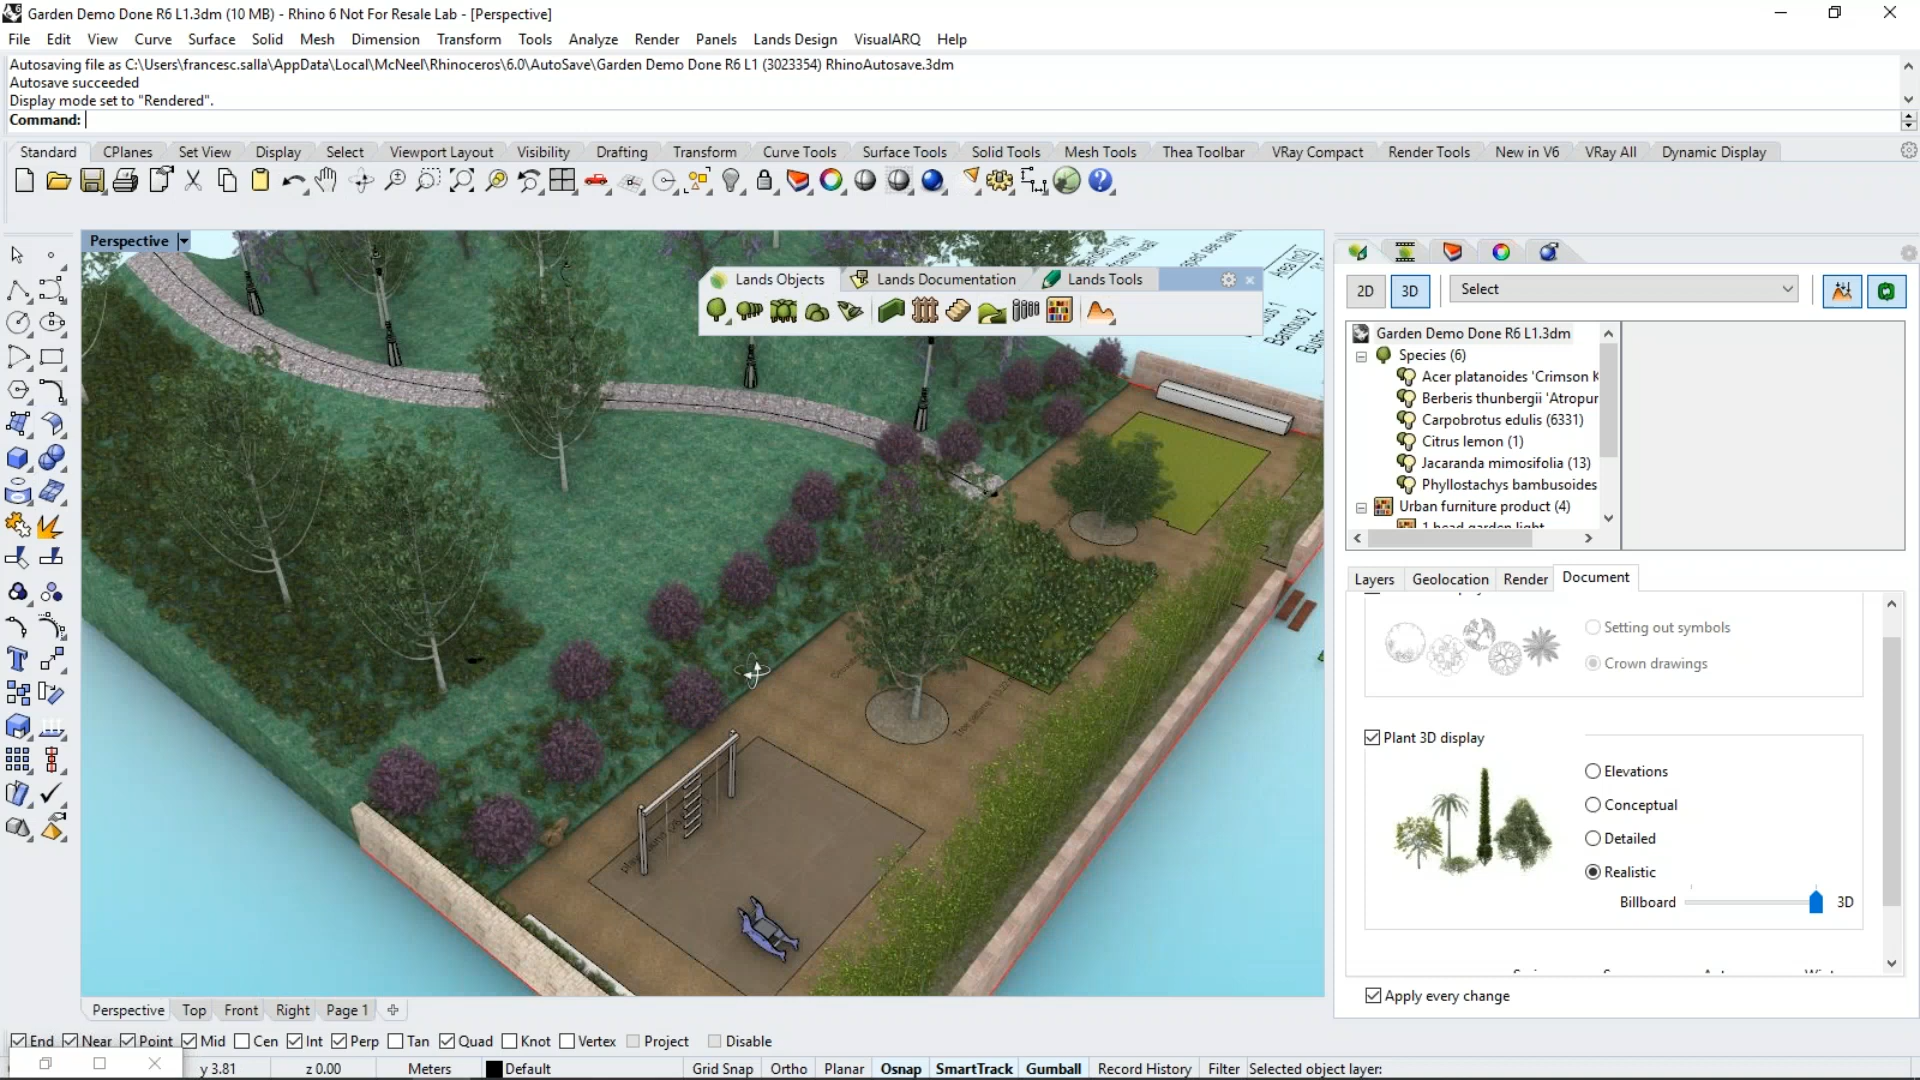 Garden Demo Done R6 L1.3dm (10 MB) - Rhino 6 Not For Resale Lab - [Perspective]
File Edit View Curve Surface Solid Mesh Dimension Transform Tools Analyze Render Panels Lands Design VisualARQ Help
Autosaving file as C:\Users\francesc.salla\AppData\Local\McNeel\Rhinoceros\6.0\AutoSave\Garden Demo Done R6 L1 (3023354) RhinoAutosave.3dm
Autosave succeeded
Display mode set to "Rendered".
Command:
Standard CPlanes Set View Display Select Viewport Layout Visibility Drafting Transform Curve Tools Surface Tools Solid Tools Mesh Tools Thea Toolbar VRay Compact Render Tools New in V6 VRay All Dynamic Display
Perspective
Lands Objects Lands Documentation Lands Tools
Area (m2)
Bambus 2
2D 3D Select
Garden Demo Done R6 L1.3dm
Species (6)
Acer platanoides 'Crimson K
Berberis thunbergii 'Atropur
Carpobrotus edulis (6331)
Citrus lemon (1)
Jacaranda mimosifolia (13)
Phyllostachys bambusoides
Urban furniture product (4)
1 head garden light
Layers Geolocation Render Document
Setting out symbols
Crown drawings
Plant 3D display
Elevations
Conceptual
Detailed
Realistic
Billboard 3D
Apply every change
Perspective Top Front Right Page 1
End Near Point Mid Cen Int Perp Tan Quad Knot Vertex Project Disable
y 3.81 z 0.00 Meters Default Grid Snap Ortho Planar Osnap SmartTrack Gumball Record History Filter Selected object layer: